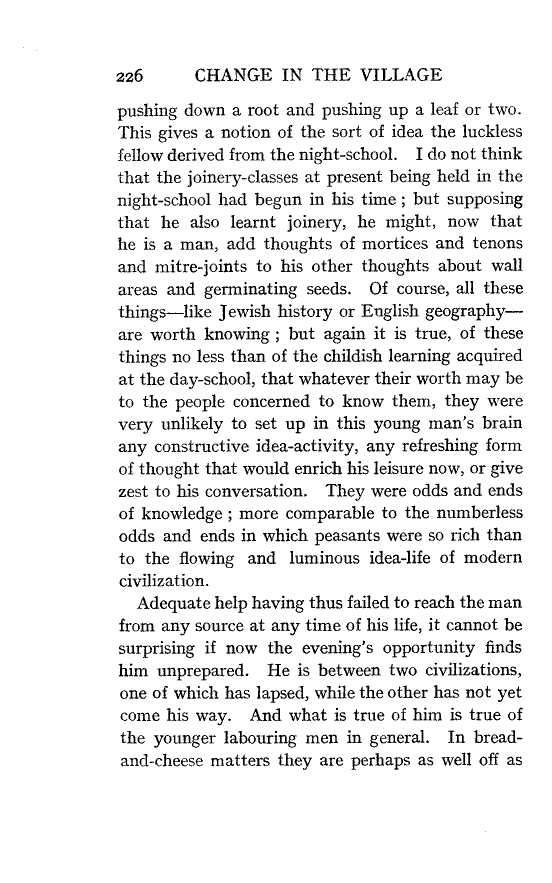 226 CHANGE IN THE VILLAGE
pushing down a root and pushing up a leaf or two.
This gives a notion of the sort of idea the luckless
fellow derived from the night-school. I do not think
that the joinery-classes at present being held in the
night-school had begun in his time ; but supposing
that he also learnt joinery, he might, now that
he is a man, add thoughts of mortices and tenons
and mitre-joints to his other thoughts about wall
areas and germinating seeds. Of course, all these
things—like Jewish history or English geography—
are worth knowing ; but again it is true, of these
things no less than of the childish learning acquired
at the day-school, that whatever their worth may be
to the people concerned to know them, they were
very unlikely to set up in this young man's brain
any constructive idea-activity, any refreshing form
of thought that would enrich his leisure now, or give
zest to his conversation. They were odds and ends
of knowledge ; more comparable to the numberless
odds and ends in which peasants were so rich than
to the flowing and luminous idea-life of modern
civilization.
Adequate help having thus failed to reach the man
from any source at any time of his life, it cannot be
surprising if now the evening's opportunity finds
him unprepared. He is between two civilizations,
one of which has lapsed, while the other has not yet
come his way. And what is true of him is true of
the younger labouring men in general. In bread-
and-cheese matters they are perhaps as well off as